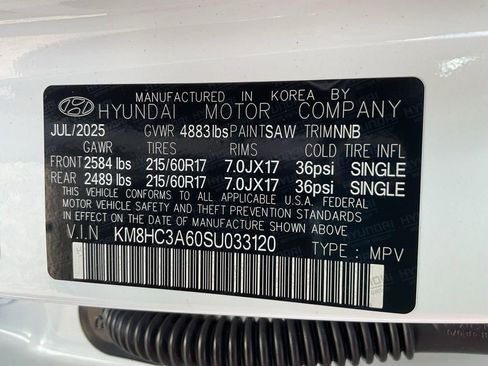 MANUFACTURED IN KOREA BY
HYUNDAI MOTOR COMPANY
JUL/2025 GVWR 4883lbs PAINT SAW TRIM NNB
GAWR TIRES RIMS COLD TIRE INFL
FRONT 2584 lbs 215/60R17 7.0JX17 36psi SINGLE
REAR 2489 lbs 215/60R17 7.0JX17 36psi SINGLE
THIS VEHICLE CONFORMS TO ALL APPLICABLE U.S.A. FEDERAL
MOTOR VEHICLE SAFETY AND THEFT PREVENTION STANDARDS
IN EFFECT ON THE DATE OF MANUFACTURE SHOWN ABOVE.
V.I.N KM8HC3A60SU033120 TYPE : MPV